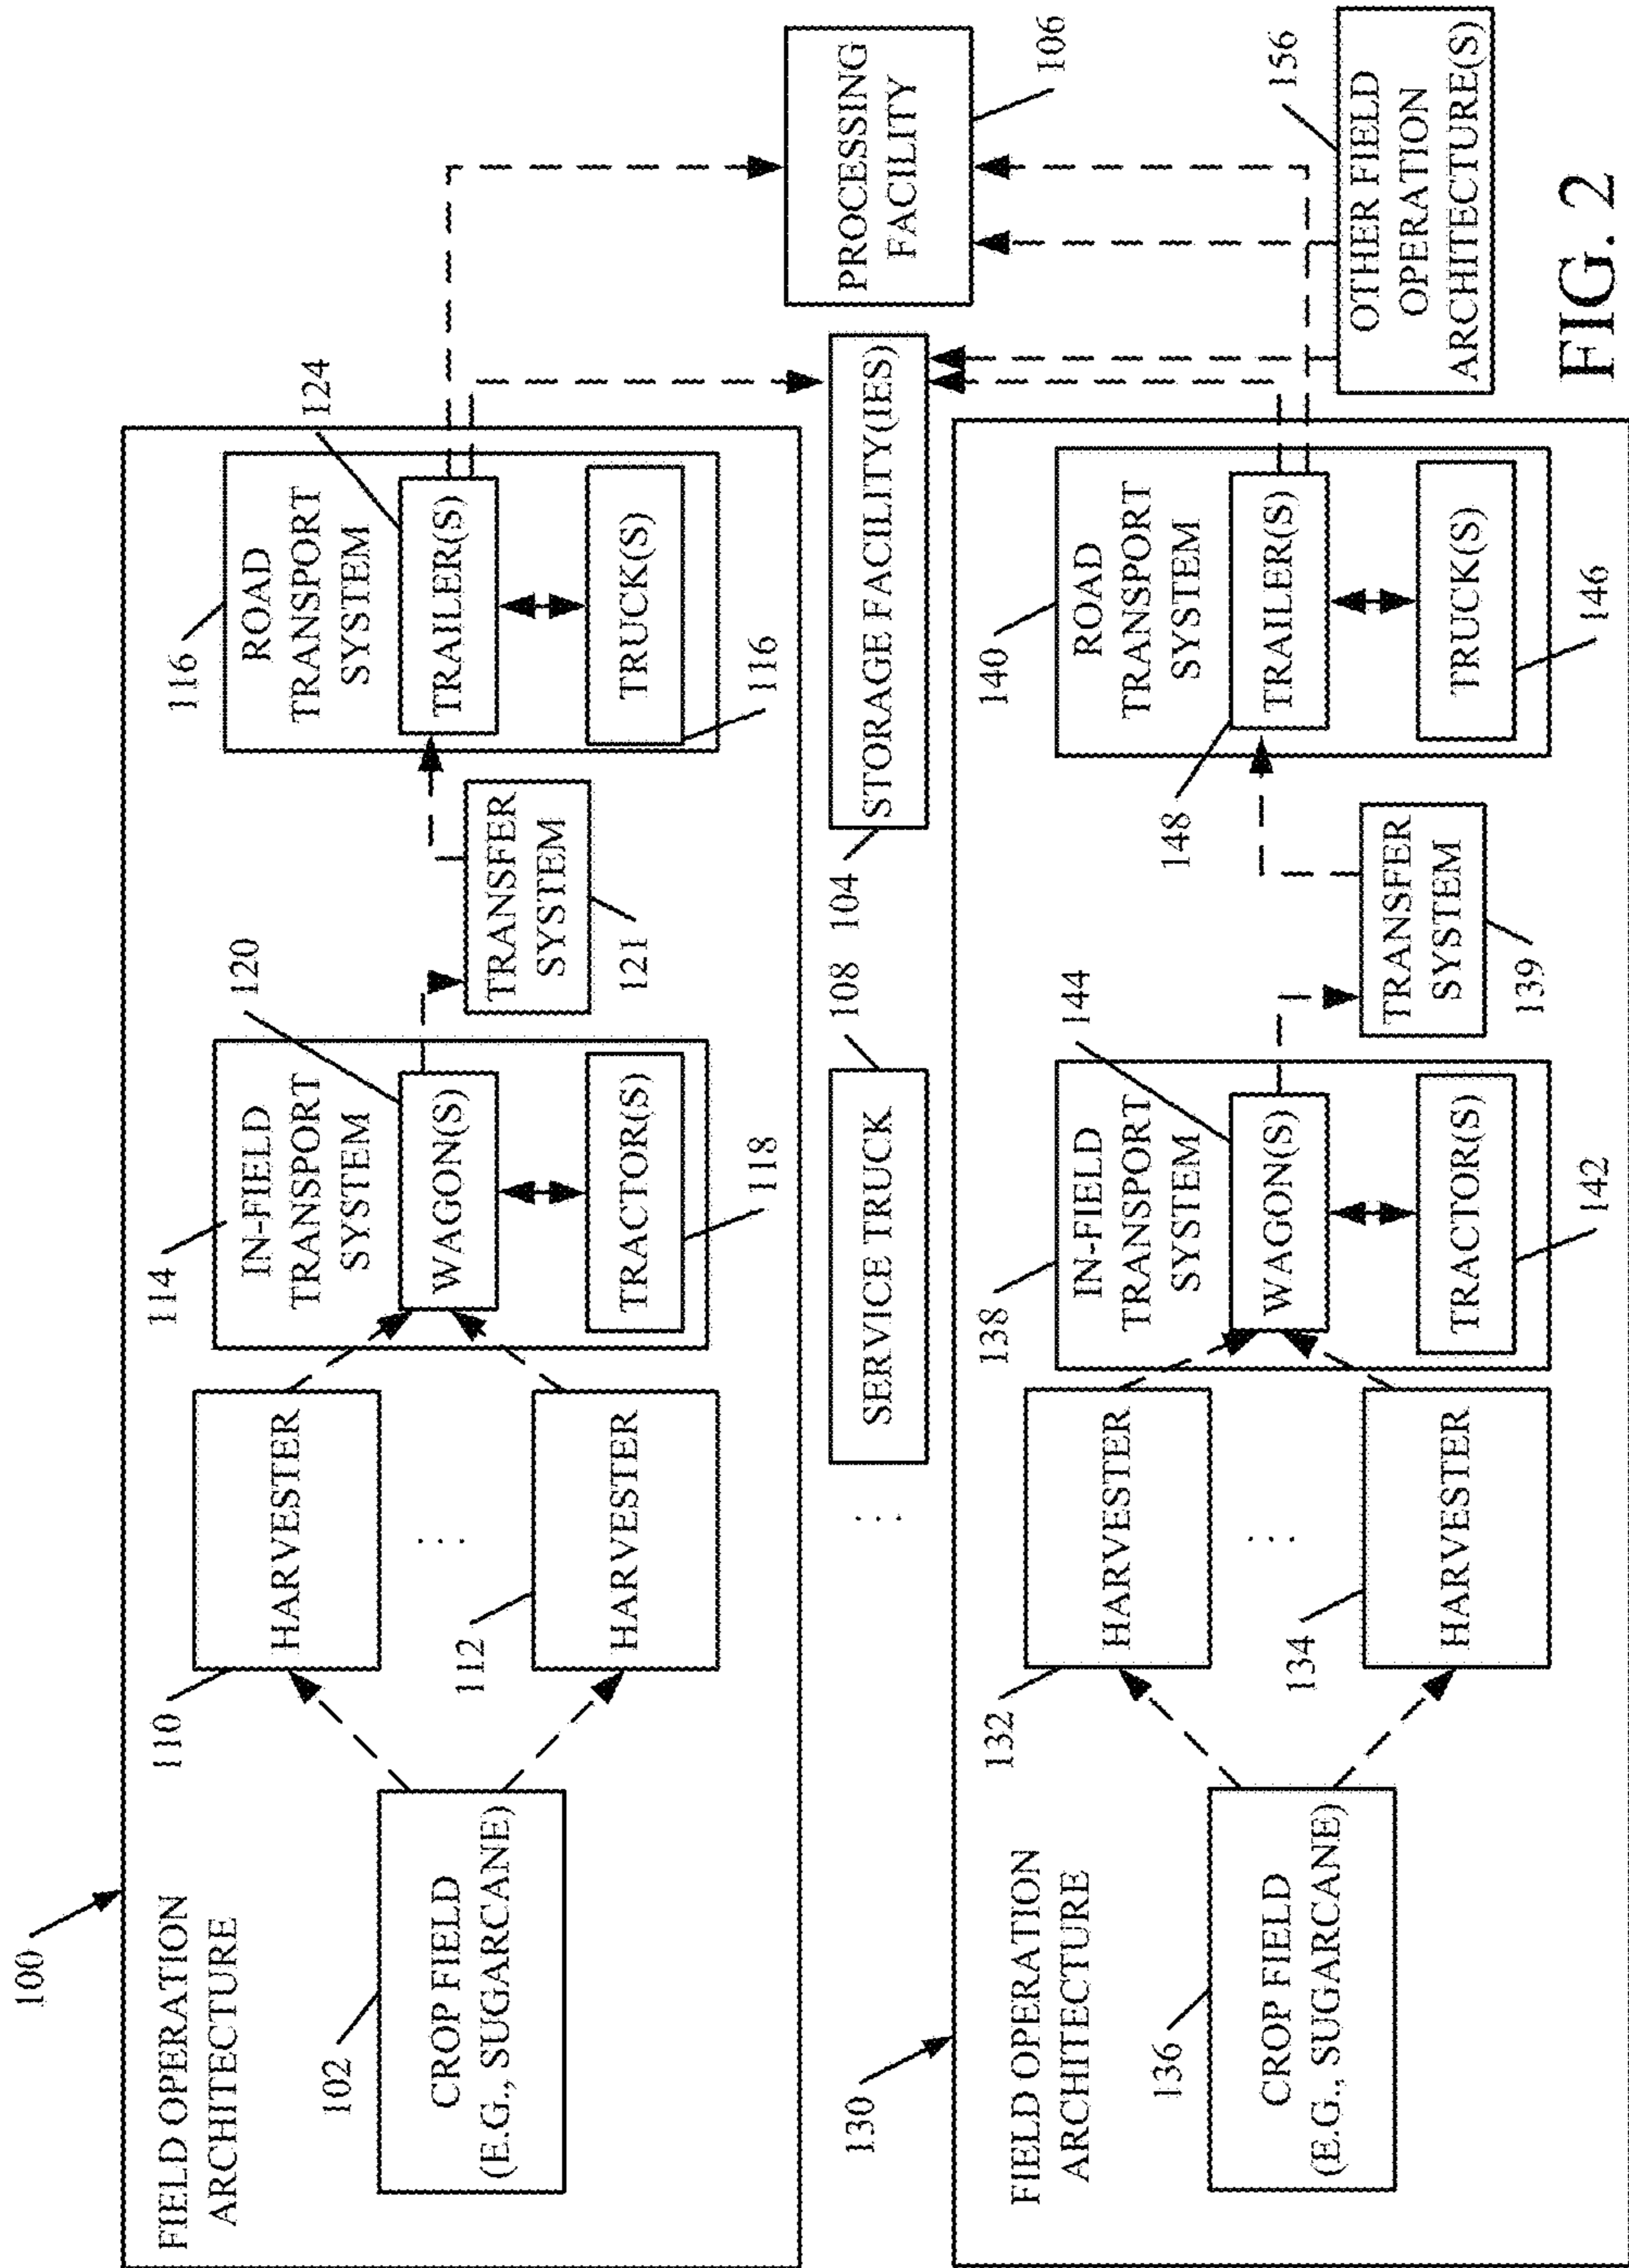 100
FIELD OPERATION
ARCHITECTURE
102
CROP FIELD
(E.G., SUGARCANE)
110
HARVESTER
⋮
112
HARVESTER
114
IN-FIELD
TRANSPORT
SYSTEM
120
WAGON(S)
TRACTOR(S)
118
TRANSFER
SYSTEM
121
116
ROAD
TRANSPORT
SYSTEM
124
TRAILER(S)
TRUCK(S)
116
⋮
SERVICE TRUCK
108
104
STORAGE FACILITY(IES)
PROCESSING
FACILITY
106
130
FIELD OPERATION
ARCHITECTURE
136
CROP FIELD
(E.G., SUGARCANE)
132
HARVESTER
⋮
134
HARVESTER
138
IN-FIELD
TRANSPORT
SYSTEM
144
WAGON(S)
TRACTOR(S)
142
TRANSFER
SYSTEM
139
140
ROAD
TRANSPORT
SYSTEM
148
TRAILER(S)
TRUCK(S)
146
156
OTHER FIELD
OPERATION
ARCHITECTURE(S)
FIG. 2